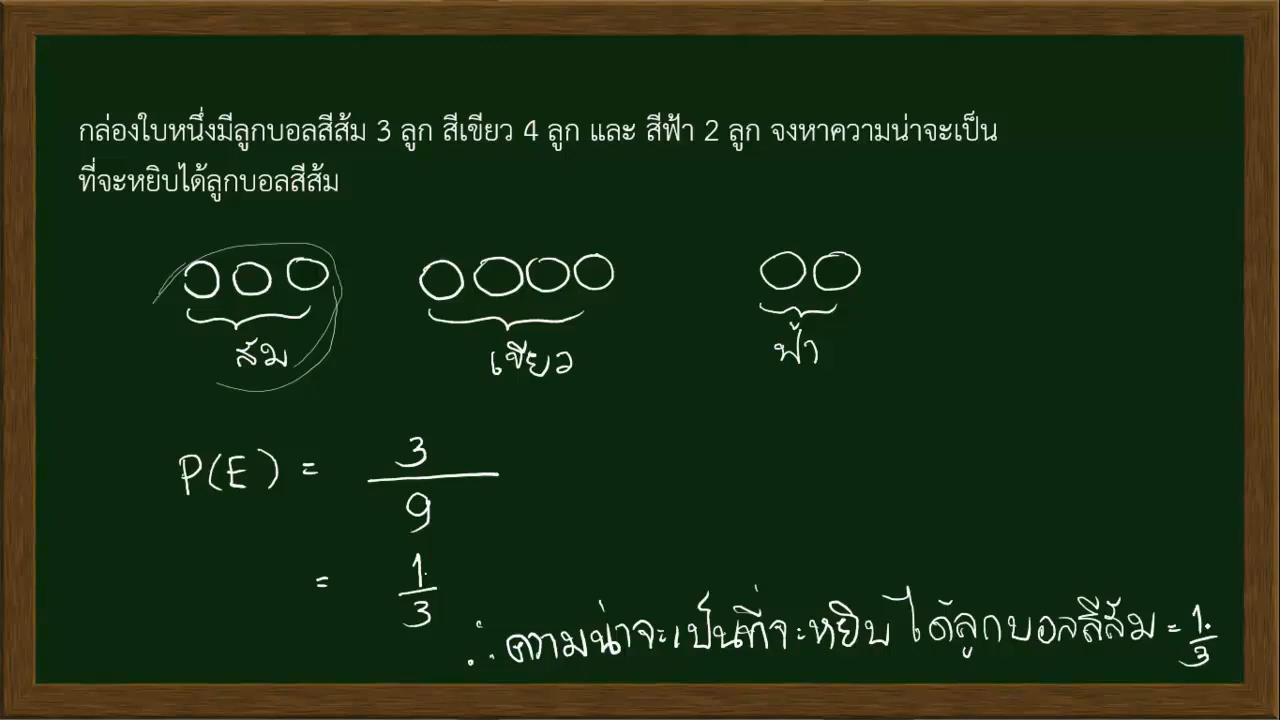 กล่องใบหนึ่งมีลูกบอลสีส้ม 3 ลูก สีเขียว 4 ลูก และ สีฟ้า 2 ลูก จงหาความน่าจะเป็น
ที่จะหยิบได้ลูกบอลสีส้ม
ส้ม เขียว ฟ้า
P(E) = 3/9
= 1/3
∴ ความน่าจะเป็นที่จะหยิบได้ลูกบอลสีส้ม = 1/3